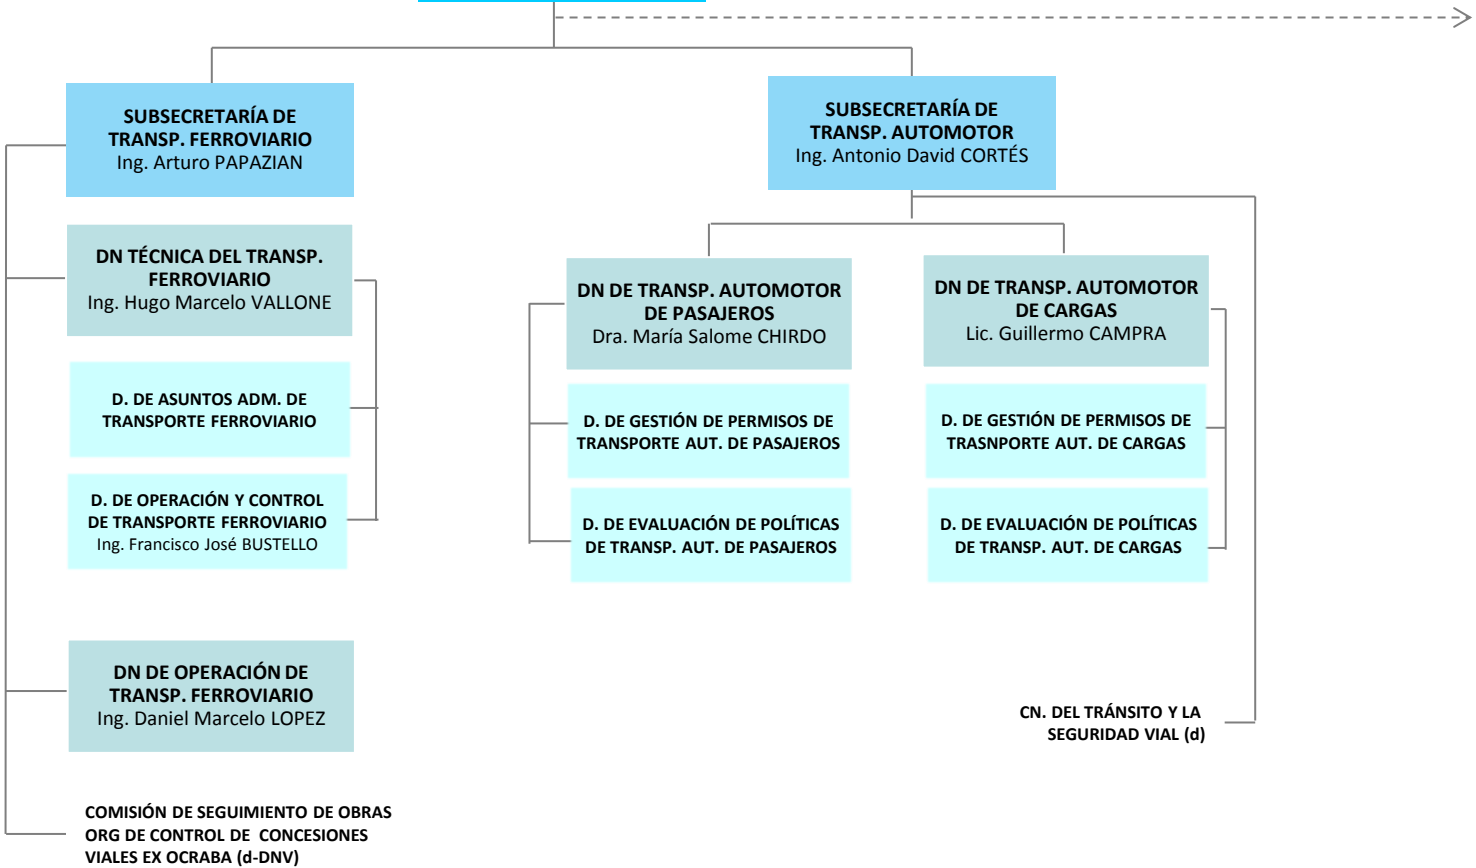 SUBSECRETARÍA DE
TRANSP. FERROVIARIO
Ing. Arturo PAPAZIAN
SUBSECRETARÍA DE
TRANSP. AUTOMOTOR
Ing. Antonio David CORTÉS
DN TÉCNICA DEL TRANSP.
FERROVIARIO
Ing. Hugo Marcelo VALLONE
DN DE TRANSP. AUTOMOTOR
DE PASAJEROS
Dra. María Salome CHIRDO
DN DE TRANSP. AUTOMOTOR
DE CARGAS
Lic. Guillermo CAMPRA
D. DE ASUNTOS ADM. DE
TRANSPORTE FERROVIARIO
D. DE GESTIÓN DE PERMISOS DE
TRANSPORTE AUT. DE PASAJEROS
D. DE GESTIÓN DE PERMISOS DE
TRASNPORTE AUT. DE CARGAS
D. DE OPERACIÓN Y CONTROL
DE TRANSPORTE FERROVIARIO
Ing. Francisco José BUSTELLO
D. DE EVALUACIÓN DE POLÍTICAS
DE TRANSP. AUT. DE PASAJEROS
D. DE EVALUACIÓN DE POLÍTICAS
DE TRANSP. AUT. DE CARGAS
DN DE OPERACIÓN DE
TRANSP. FERROVIARIO
Ing. Daniel Marcelo LOPEZ
CN. DEL TRÁNSITO Y LA
SEGURIDAD VIAL (d)
COMISIÓN DE SEGUIMIENTO DE OBRAS
ORG DE CONTROL DE CONCESIONES
VIALES EX OCRABA (d-DNV)